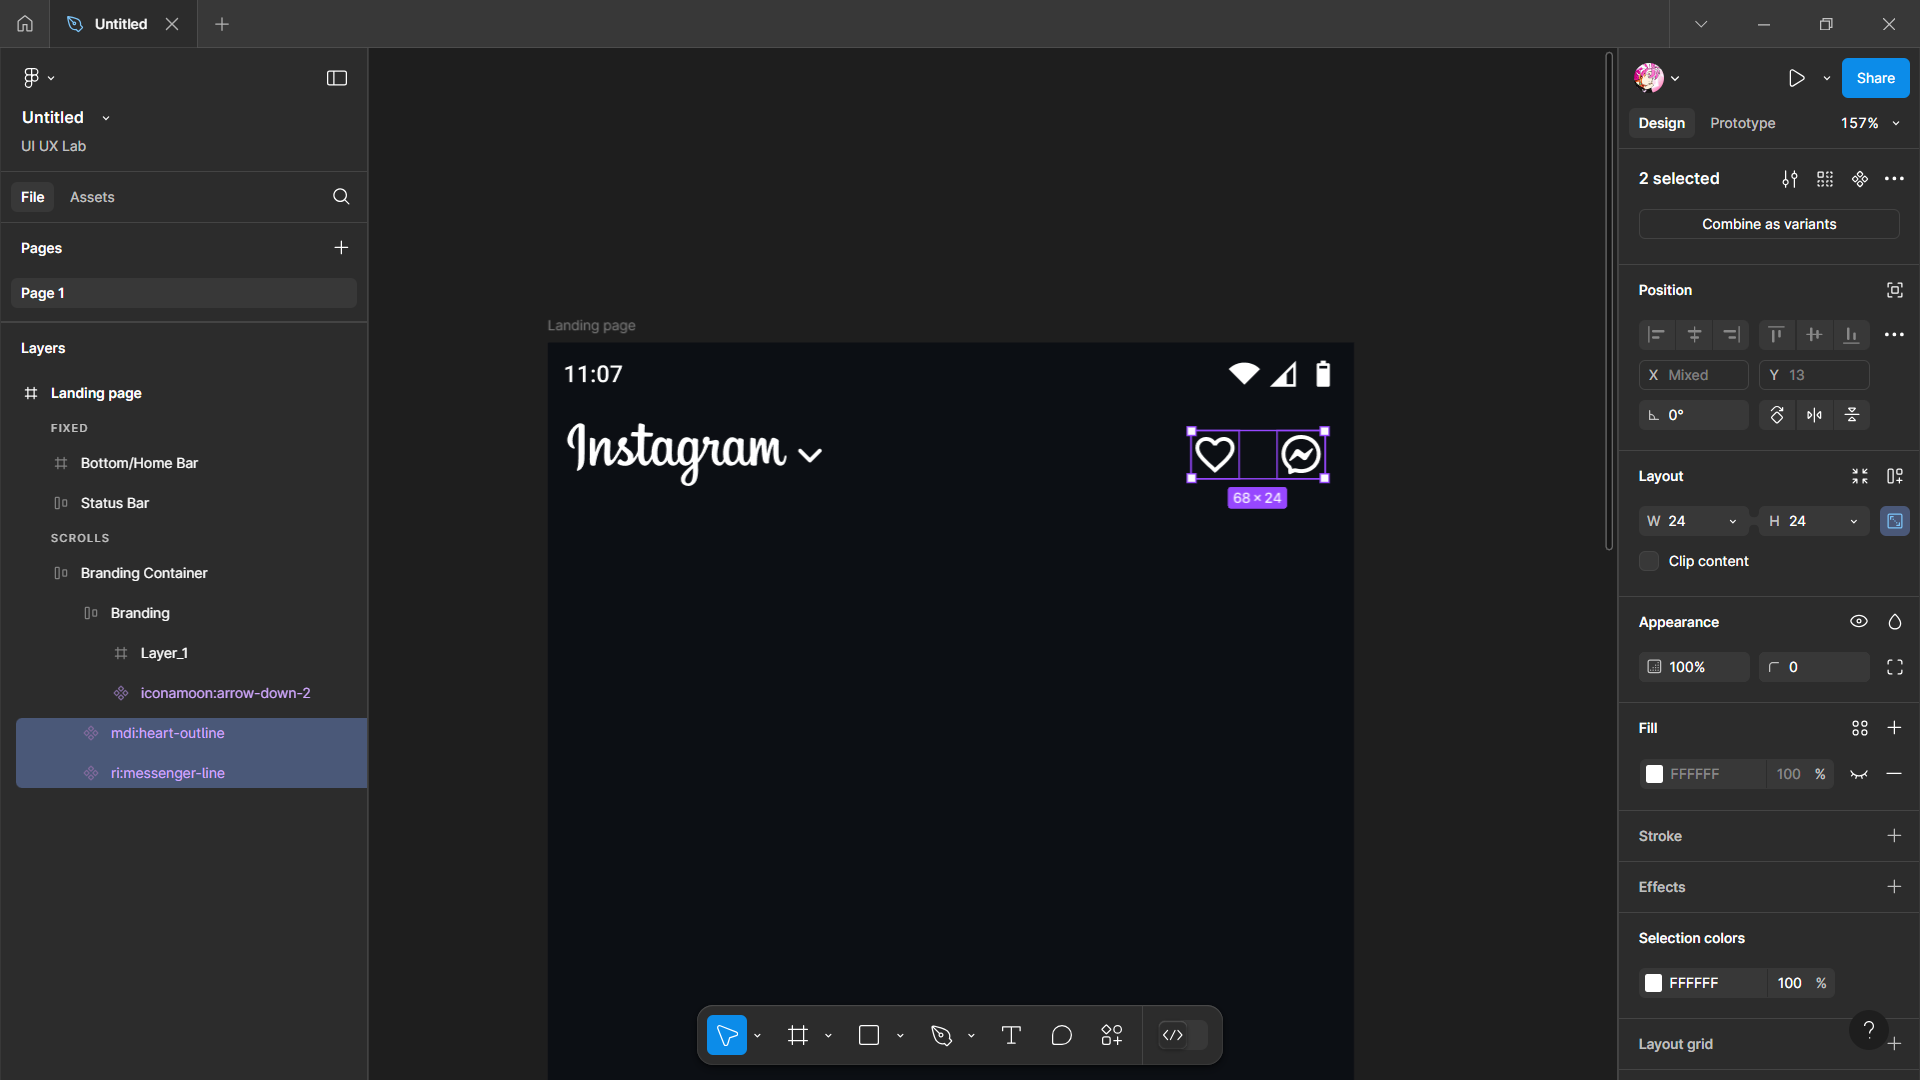 Untitled
Untitled
UI UX Lab
File
Assets
Pages
Page 1
Layers
Landing page
FIXED
Bottom/Home Bar
Status Bar
SCROLLS
Branding Container
Branding
Layer_1
iconamoon:arrow-down-2
mdi:heart-outline
ri:messenger-line
Landing page
11:07
Instagram
68 × 24
Share
Design
Prototype
157%
2 selected
Combine as variants
Position
X Mixed
Y 13
0°
Layout
W 24
H 24
Clip content
Appearance
100%
0
Fill
FFFFFF 100 %
Stroke
Effects
Selection colors
FFFFFF 100 %
Layout grid
?